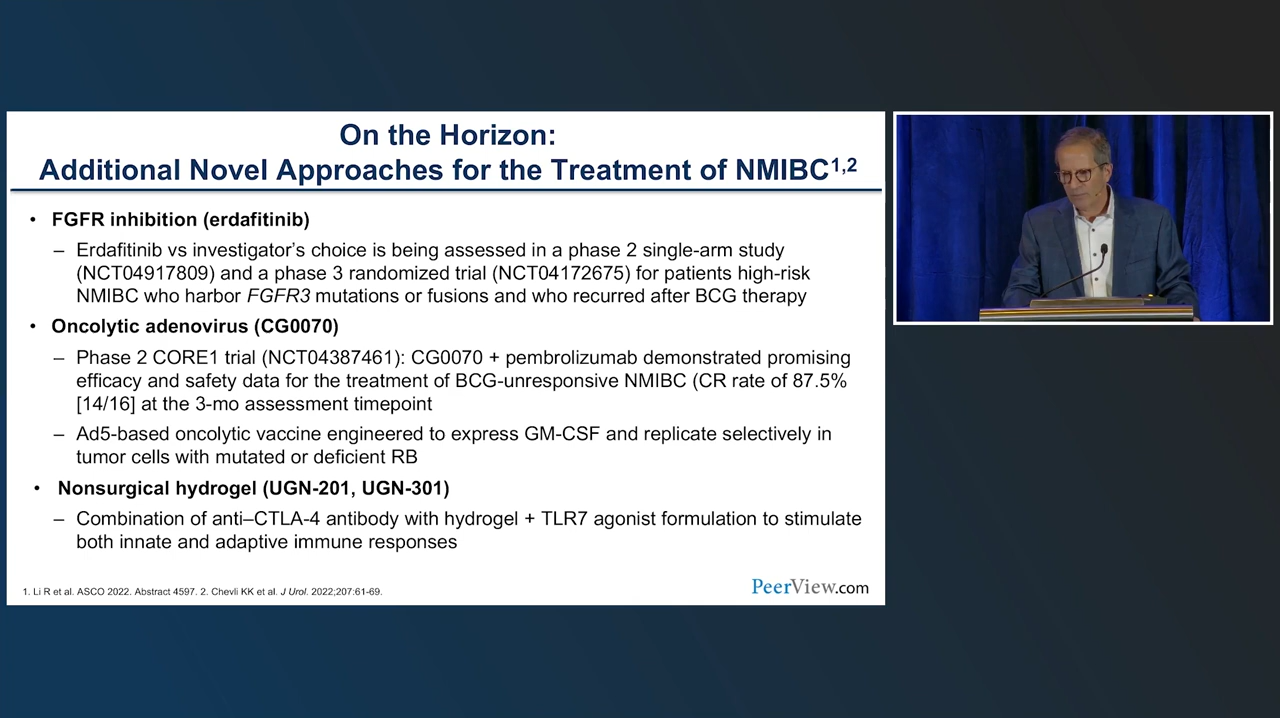 On the Horizon:
Additional Novel Approaches for the Treatment of NMIBC1,2
• FGFR inhibition (erdafitinib)
– Erdafitinib vs investigator’s choice is being assessed in a phase 2 single-arm study
(NCT04917809) and a phase 3 randomized trial (NCT04172675) for patients high-risk
NMIBC who harbor FGFR3 mutations or fusions and who recurred after BCG therapy
• Oncolytic adenovirus (CG0070)
– Phase 2 CORE1 trial (NCT04387461): CG0070 + pembrolizumab demonstrated promising
efficacy and safety data for the treatment of BCG-unresponsive NMIBC (CR rate of 87.5%
[14/16] at the 3-mo assessment timepoint
– Ad5-based oncolytic vaccine engineered to express GM-CSF and replicate selectively in
tumor cells with mutated or deficient RB
• Nonsurgical hydrogel (UGN-201, UGN-301)
– Combination of anti–CTLA-4 antibody with hydrogel + TLR7 agonist formulation to stimulate
both innate and adaptive immune responses
1. Li R et al. ASCO 2022. Abstract 4597. 2. Chevli KK et al. J Urol. 2022;207:61-69.
PeerView.com